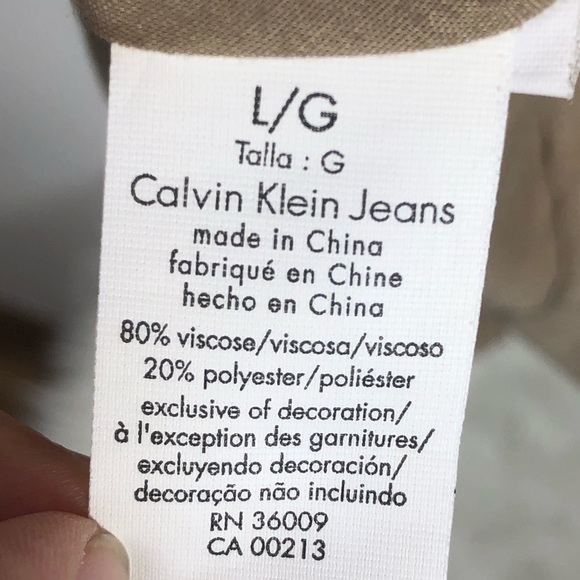 L/G
Talla : G
Calvin Klein Jeans
made in China
fabriqué en Chine
hecho en China
80% viscose/viscosa/viscoso
20% polyester/poliéster
exclusive of decoration/
à l'exception des garnitures/
excluyendo decoración/
decoração não incluindo
RN 36009
CA 00213